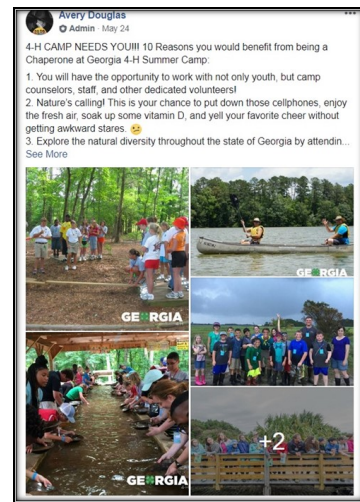 Avery Douglas
Admin · May 24
4-H CAMP NEEDS YOU!!! 10 Reasons you would benefit from being a
Chaperone at Georgia 4-H Summer Camp:
1. You will have the opportunity to work with not only youth, but camp
counselors, staff, and other dedicated volunteers!
2. Nature's calling! This is your chance to put down those cellphones, enjoy
the fresh air, soak up some vitamin D, and yell your favorite cheer without
getting awkward stares. 😕
3. Explore the natural diversity throughout the state of Georgia by attendin...
See More
GEORGIA
GEORGIA
GEORGIA
+2